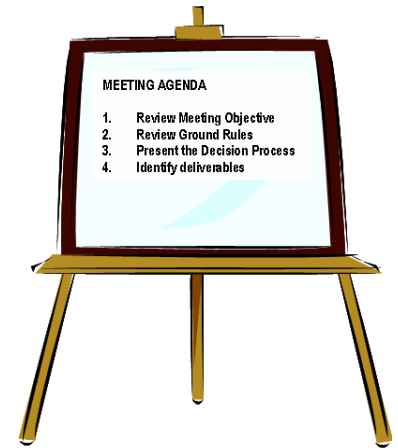 MEETING AGENDA
1. Review Meeting Objective
2. Review Ground Rules
3. Present the Decision Process
4. Identify deliverables